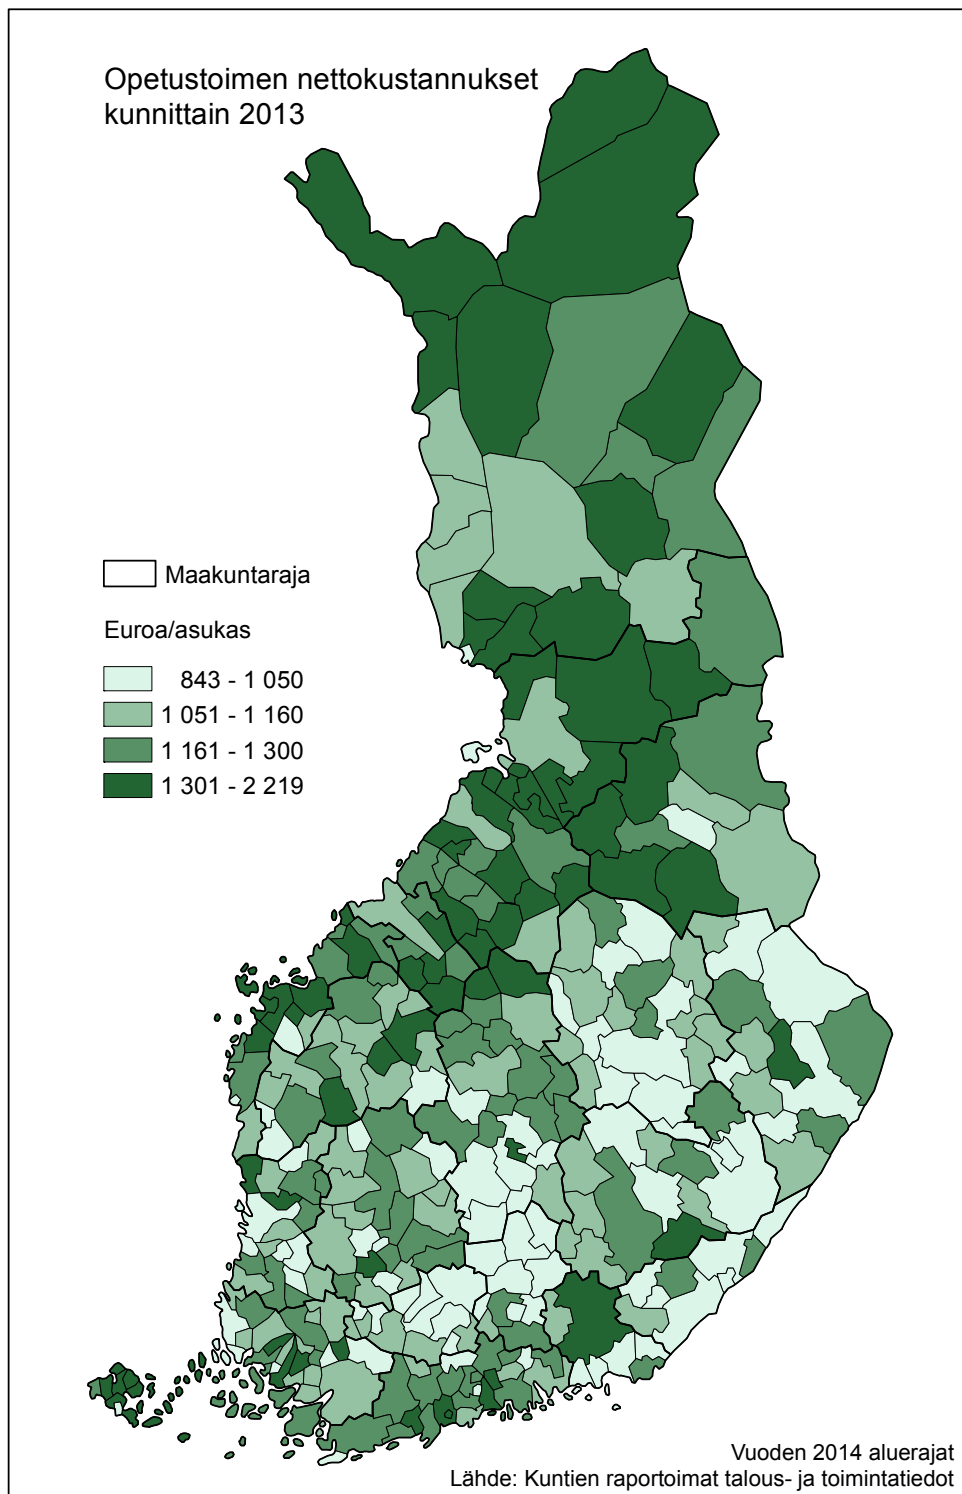 Opetustoimen nettokustannukset
kunnittain 2013
Maakuntaraja
Euroa/asukas
843 - 1 050
1 051 - 1 160
1 161 - 1 300
1 301 - 2 219
Vuoden 2014 aluerajat
Lähde: Kuntien raportoimat talous- ja toimintatiedot